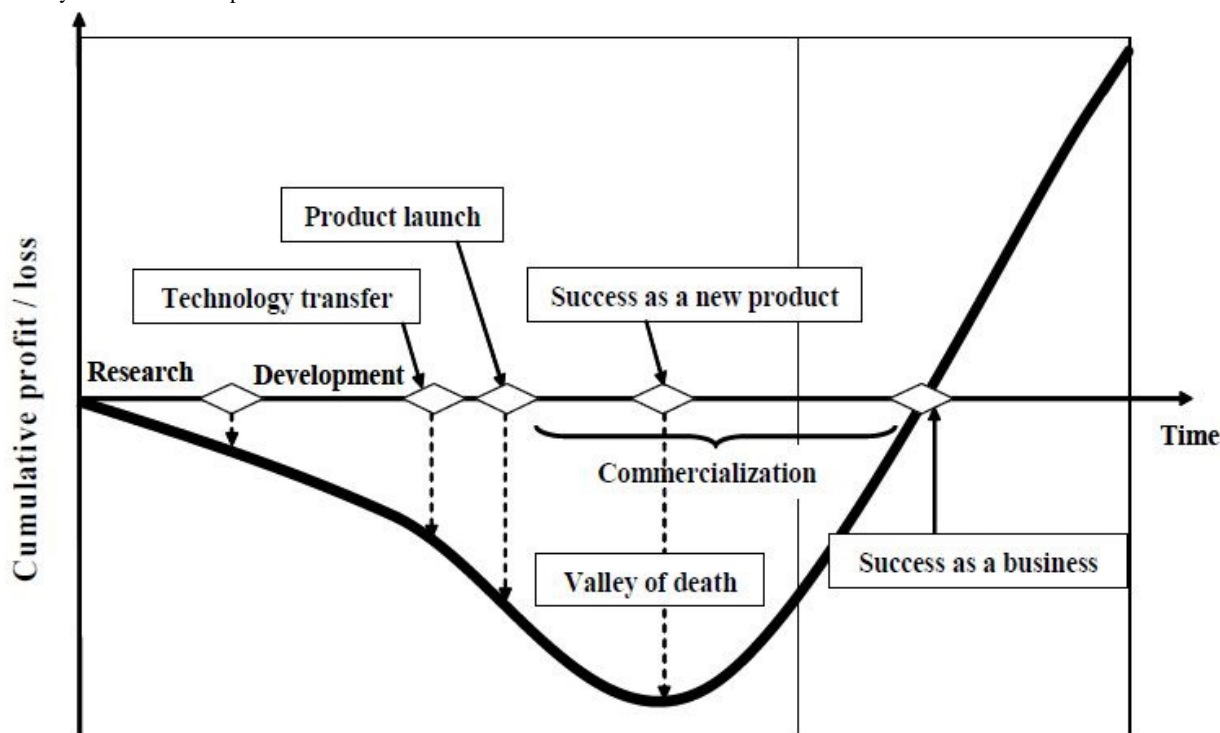 Product launch
Technology transfer
Success as a new product
Research
Development
Time
Commercialization
Cumulative profit / loss
Success as a business
Valley of death